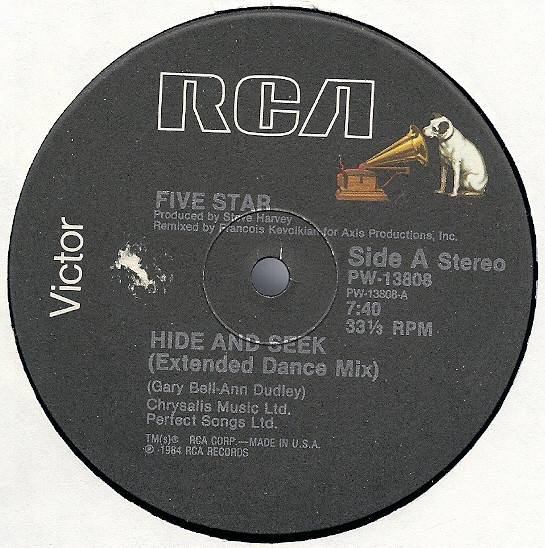 RCA
Victor
FIVE STAR
Produced by Steve Harvey
Remixed by Francois Kevcikian for Axis Productions, Inc.
Side A Stereo
PW-13808
PW-13808-A
7:40
33⅓ RPM
HIDE AND SEEK
(Extended Dance Mix)
(Gary Bell-Ann Dudley)
Chrysalis Music Ltd.
Perfect Songs Ltd.
TM(s)® RCA CORP.—MADE IN U.S.A.
℗ 1984 RCA RECORDS